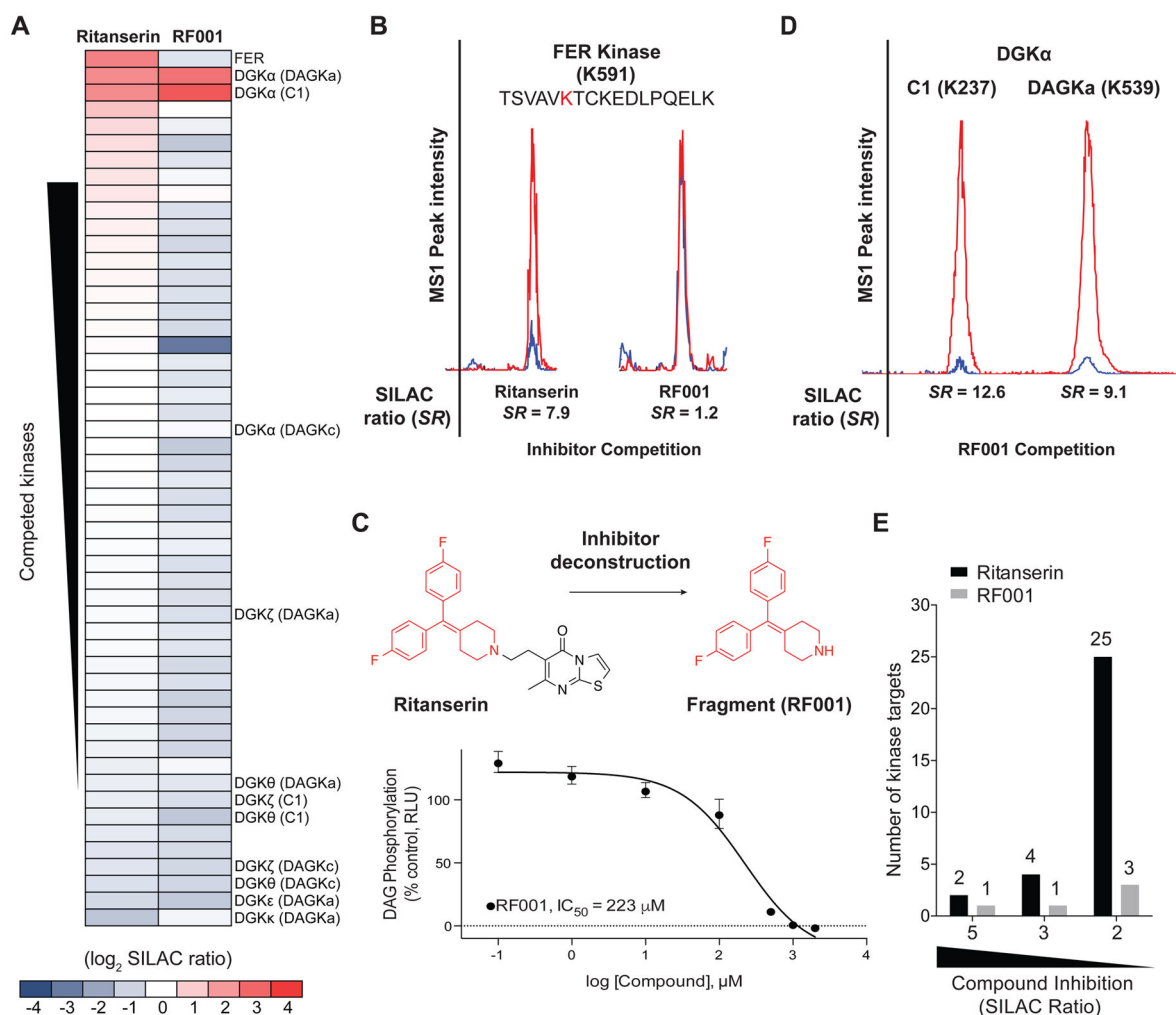 A
Ritanserin RF001
FER
DGKα (DAGKa)
DGKα (C1)
DGKα (DAGKc)
DGKζ (DAGKa)
DGKθ (DAGKa)
DGKζ (C1)
DGKθ (C1)
DGKζ (DAGKc)
DGKθ (DAGKc)
DGKε (DAGKa)
DGKκ (DAGKa)
Competed kinases
(log2 SILAC ratio)
-4 -3 -2 -1 0 1 2 3 4
B
FER Kinase
(K591)
TSVAVKTCKEDLPQELK
MS1 Peak intensity
Ritanserin RF001
SILAC
ratio (SR)
SR = 7.9 SR = 1.2
Inhibitor Competition
D
DGKα
C1 (K237) DAGKa (K539)
MS1 Peak intensity
SILAC
ratio (SR)
SR = 12.6 SR = 9.1
RF001 Competition
C
Inhibitor
deconstruction
F
F
N
O
N
N
S
F
F
NH
Ritanserin Fragment (RF001)
DAG Phosphorylation
(% control, RLU)
100
50
0
RF001, IC50 = 223 μM
-1 0 1 2 3 4
log [Compound], μM
E
Ritanserin
RF001
Number of kinase targets
30
25
20
15
10
5
0
2 1 4 1 25 3
5 3 2
Compound Inhibition
(SILAC Ratio)